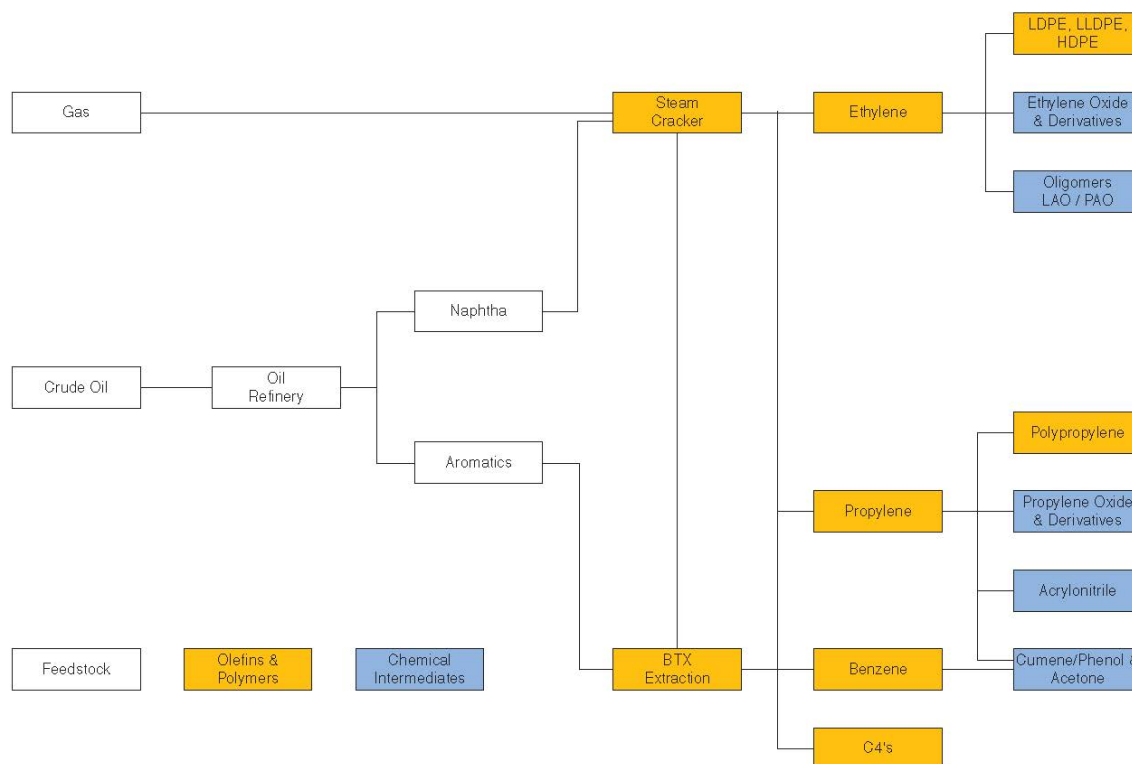 LDPE, LLDPE,
HDPE
Gas
Steam
Cracker
Ethylene
Ethylene Oxide
& Derivatives
Oligomers
LAO / PAO
Naphtha
Crude Oil
Oil
Refinery
Aromatics
Polypropylene
Propylene
Propylene Oxide
& Derivatives
Acrylonitrile
Feedstock
Olefins &
Polymers
Chemical
Intermediates
BTX
Extraction
Benzene
Cumene/Phenol &
Acetone
C4's